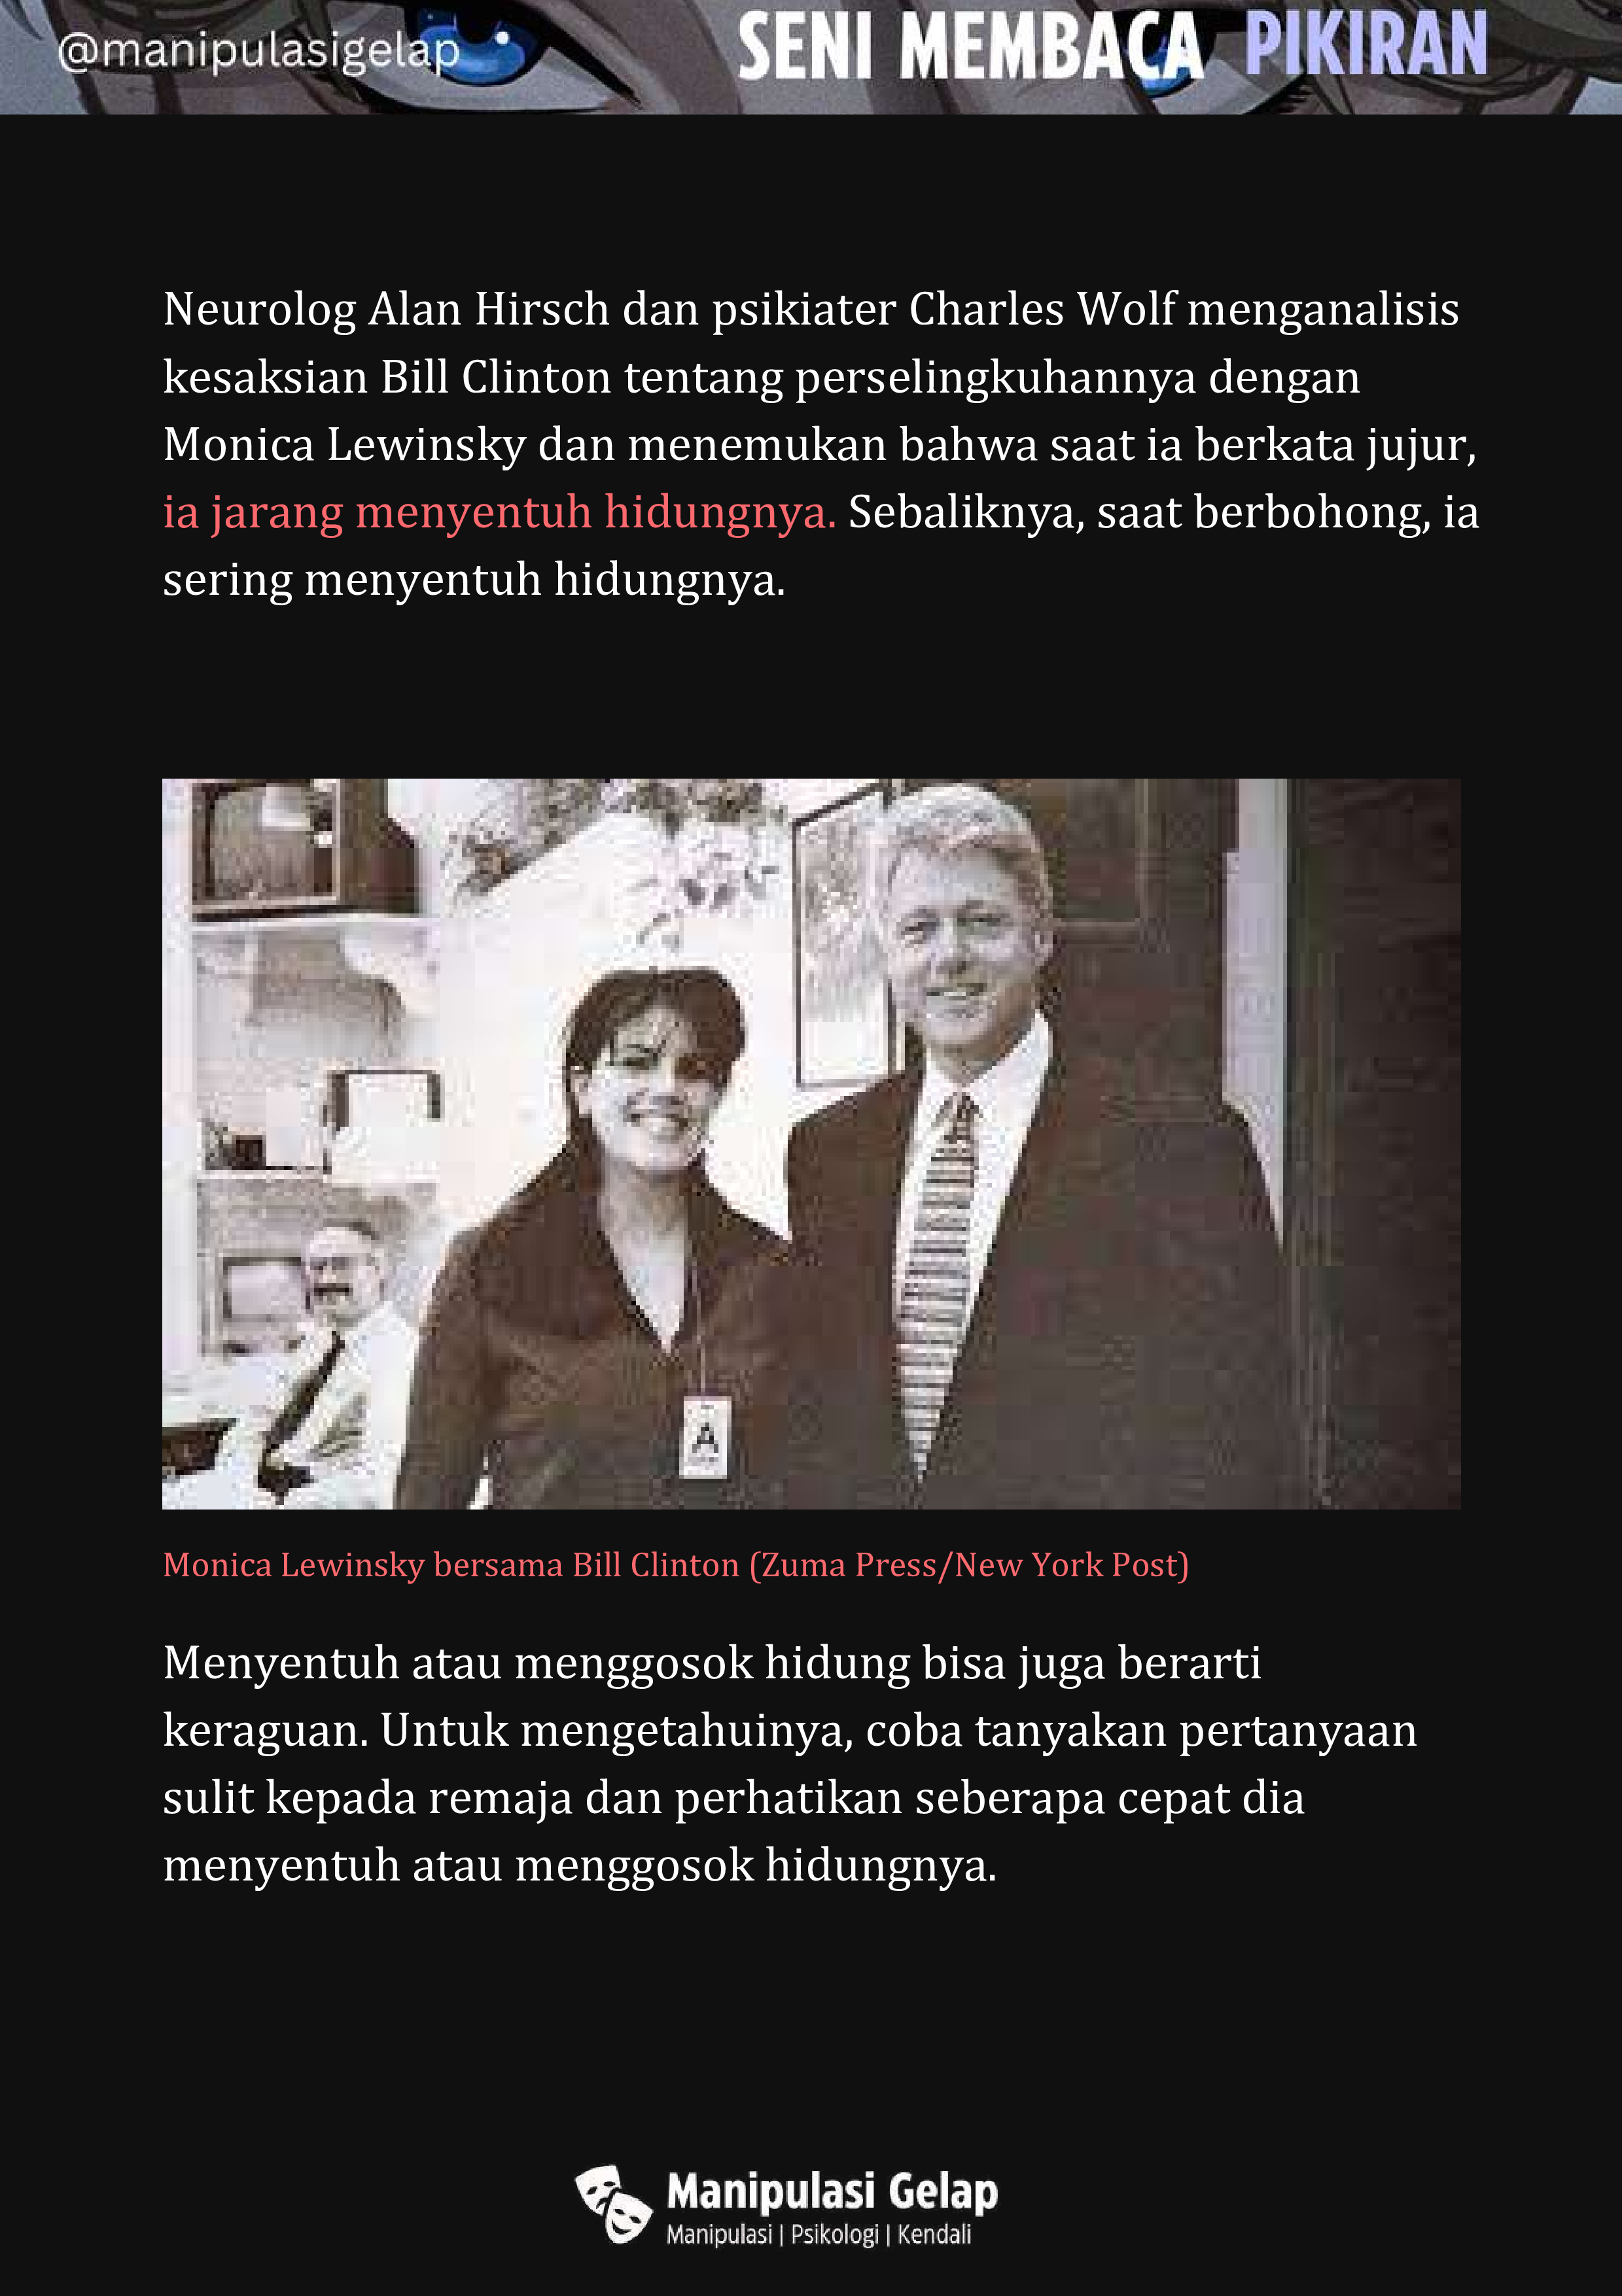 @manipulasigelap
SENI MEMBACA PIKIRAN
Neurolog Alan Hirsch dan psikiater Charles Wolf menganalisis
kesaksian Bill Clinton tentang perselingkuhannya dengan
Monica Lewinsky dan menemukan bahwa saat ia berkata jujur,
ia jarang menyentuh hidungnya. Sebaliknya, saat berbohong, ia
sering menyentuh hidungnya.
A
Monica Lewinsky bersama Bill Clinton (Zuma Press/New York Post)
Menyentuh atau menggosok hidung bisa juga berarti
keraguan. Untuk mengetahuinya, coba tanyakan pertanyaan
sulit kepada remaja dan perhatikan seberapa cepat dia
menyentuh atau menggosok hidungnya.
Manipulasi Gelap
Manipulasi | Psikologi | Kendali